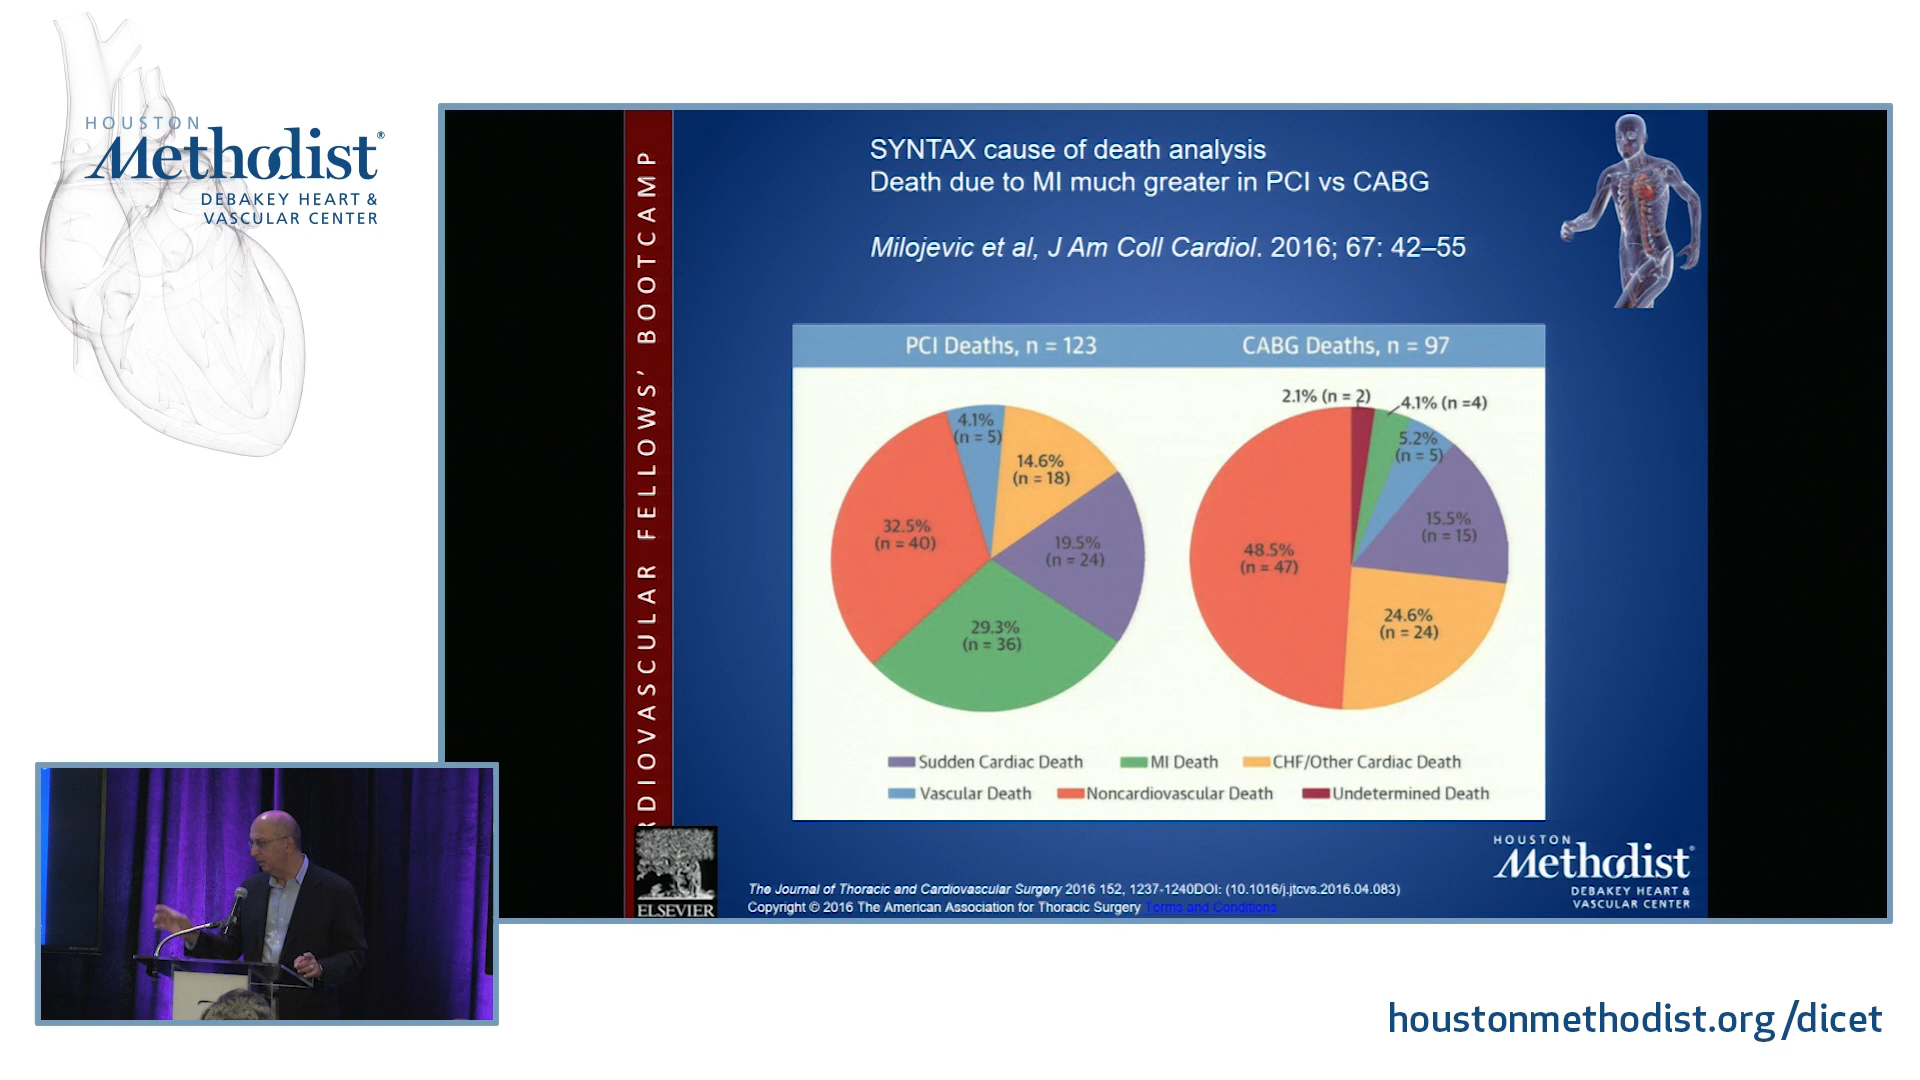 HOUSTON
Methodist®
DEBAKEY HEART &
VASCULAR CENTER
RDIOVASCULAR FELLOWS' BOOTCAMP
SYNTAX cause of death analysis
Death due to MI much greater in PCI vs CABG
Milojevic et al, J Am Coll Cardiol. 2016; 67: 42–55
PCI Deaths, n = 123
CABG Deaths, n = 97
4.1%
(n = 5)
14.6%
(n = 18)
19.5%
(n = 24)
29.3%
(n = 36)
32.5%
(n = 40)
2.1% (n = 2)
4.1% (n =4)
5.2%
(n = 5)
15.5%
(n = 15)
24.6%
(n = 24)
48.5%
(n = 47)
Sudden Cardiac Death
MI Death
CHF/Other Cardiac Death
Vascular Death
Noncardiovascular Death
Undetermined Death
ELSEVIER
The Journal of Thoracic and Cardiovascular Surgery 2016 152, 1237-1240DOI: (10.1016/j.jtcvs.2016.04.083)
Copyright © 2016 The American Association for Thoracic Surgery Terms and Conditions
HOUSTON
Methodist®
DEBAKEY HEART &
VASCULAR CENTER
houstonmethodist.org/dicet